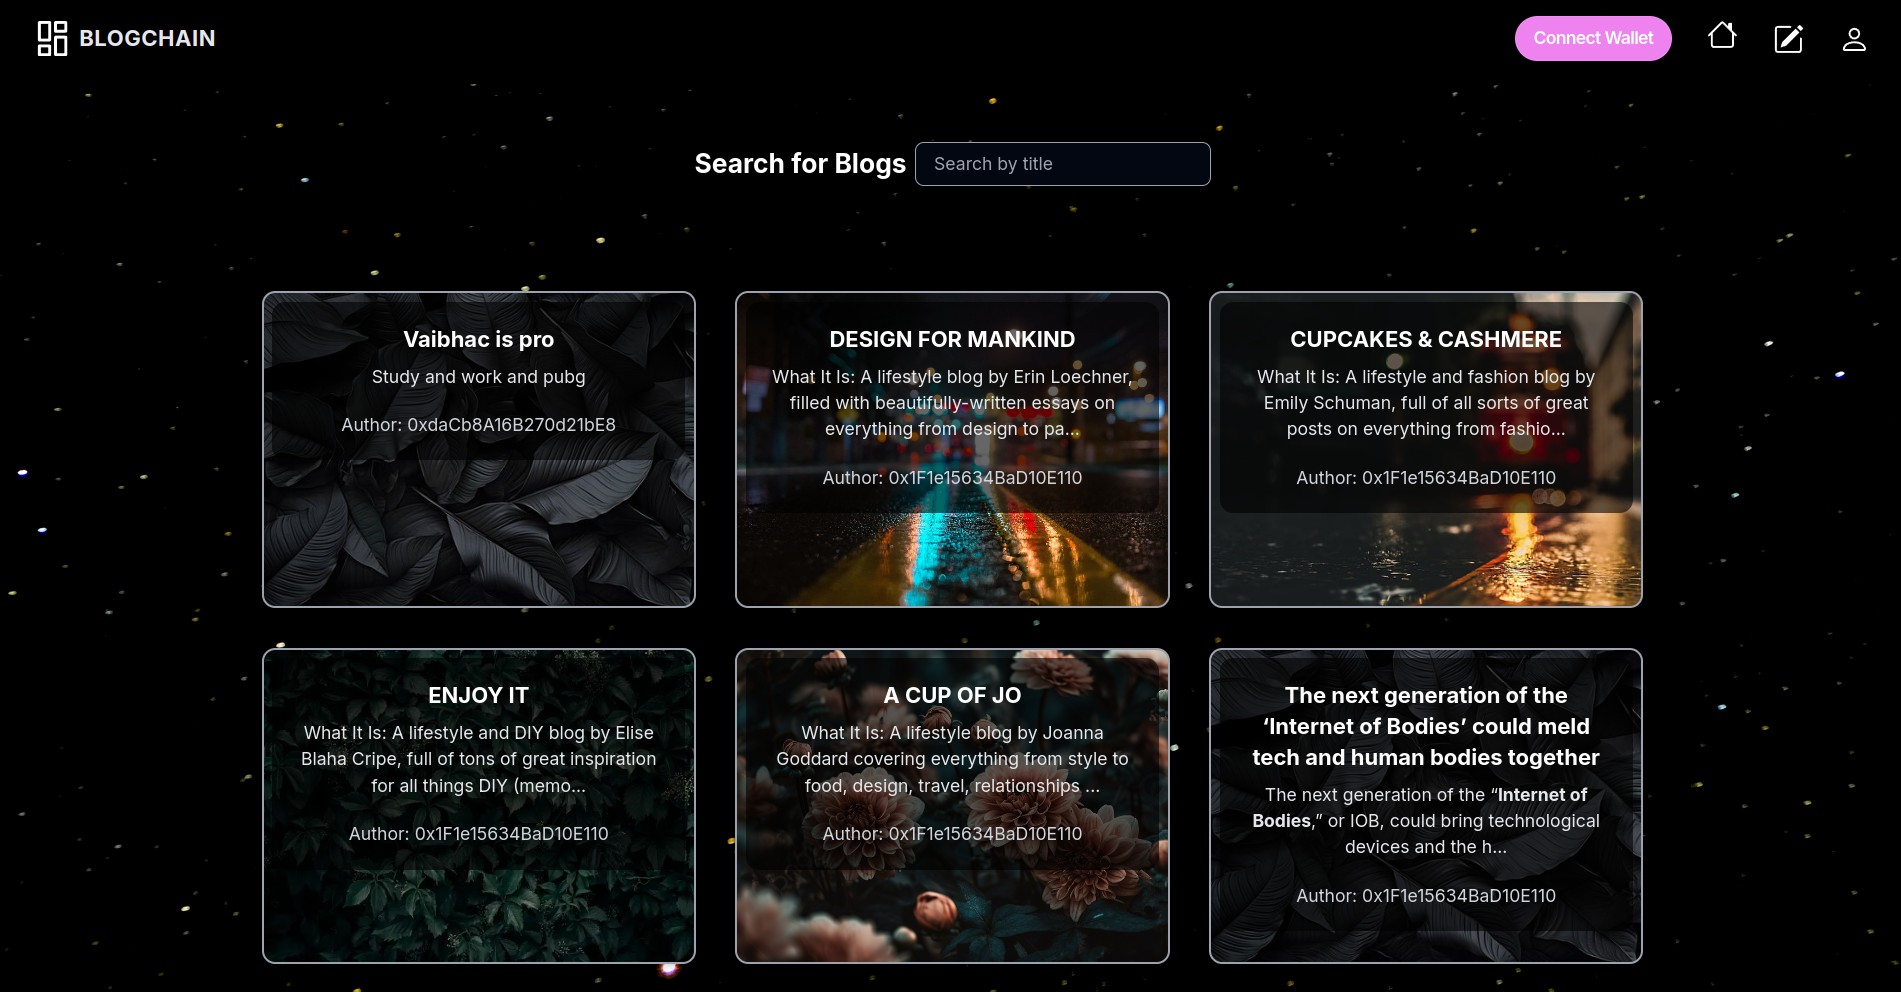 BLOGCHAIN
Connect Wallet
Search for Blogs
Search by title
Vaibhac is pro
Study and work and pubg
Author: 0xdaCb8A16B270d21bE8
DESIGN FOR MANKIND
What It Is: A lifestyle blog by Erin Loechner,
filled with beautifully-written essays on
everything from design to pa...
Author: 0x1F1e15634BaD10E110
CUPCAKES & CASHMERE
What It Is: A lifestyle and fashion blog by
Emily Schuman, full of all sorts of great
posts on everything from fashio...
Author: 0x1F1e15634BaD10E110
ENJOY IT
What It Is: A lifestyle and DIY blog by Elise
Blaha Cripe, full of tons of great inspiration
for all things DIY (memo...
Author: 0x1F1e15634BaD10E110
A CUP OF JO
What It Is: A lifestyle blog by Joanna
Goddard covering everything from style to
food, design, travel, relationships ...
Author: 0x1F1e15634BaD10E110
The next generation of the
‘Internet of Bodies’ could meld
tech and human bodies together
The next generation of the “Internet of
Bodies,” or IOB, could bring technological
devices and the h...
Author: 0x1F1e15634BaD10E110